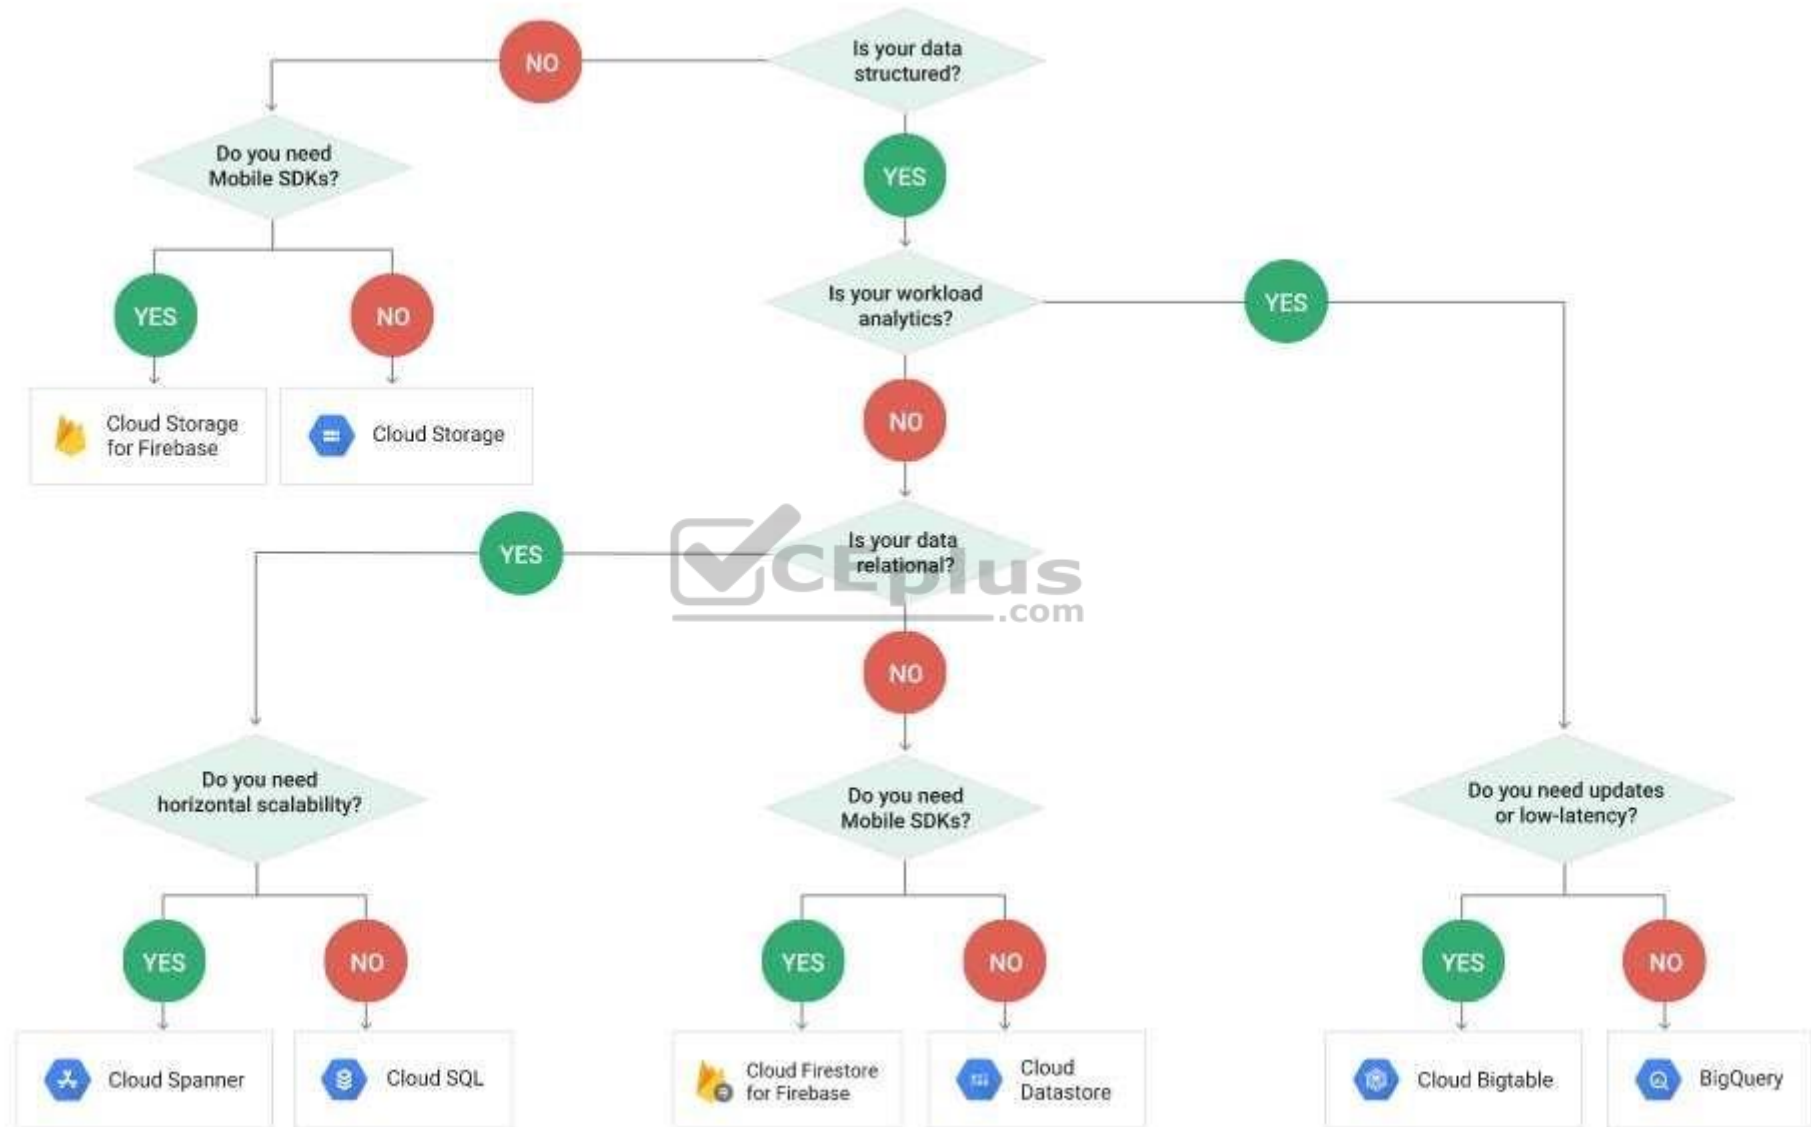 Is your data
structured?
NO
Do you need
Mobile SDKs?
YES
Is your workload
analytics?
YES
YES
NO
Cloud Storage
for Firebase
Cloud Storage
NO
Is your data
relational?
YES
CEplus
.com
NO
Do you need
horizontal scalability?
Do you need
Mobile SDKs?
Do you need updates
or low-latency?
YES
NO
YES
NO
YES
NO
Cloud Spanner
Cloud SQL
Cloud Firestore
for Firebase
Cloud
Datastore
Cloud Bigtable
BigQuery